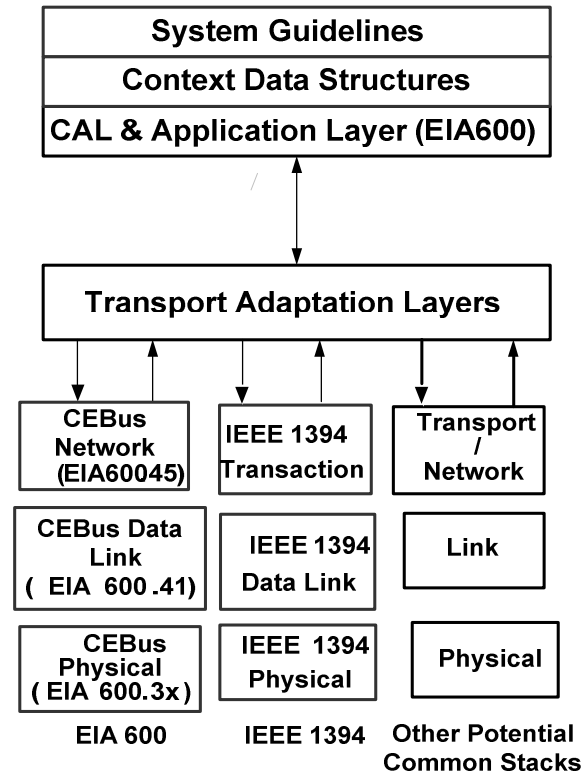 System Guidelines
Context Data Structures
CAL & Application Layer (EIA600)
Transport Adaptation Layers
CEBus
Network
(EIA60045)
IEEE 1394
Transaction
Transport
/
Network
CEBus Data
Link
( EIA 600.41)
IEEE 1394
Data Link
Link
CEBus
Physical
(EIA 600.3x)
IEEE 1394
Physical
Physical
EIA 600
IEEE 1394
Other Potential
Common Stacks